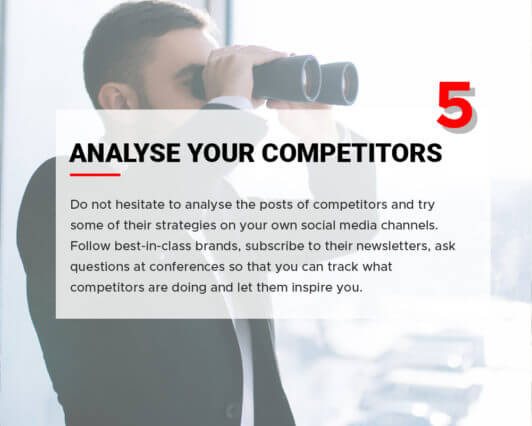 5
ANALYSE YOUR COMPETITORS
Do not hesitate to analyse the posts of competitors and try
some of their strategies on your own social media channels.
Follow best-in-class brands, subscribe to their newsletters, ask
questions at conferences so that you can track what
competitors are doing and let them inspire you.